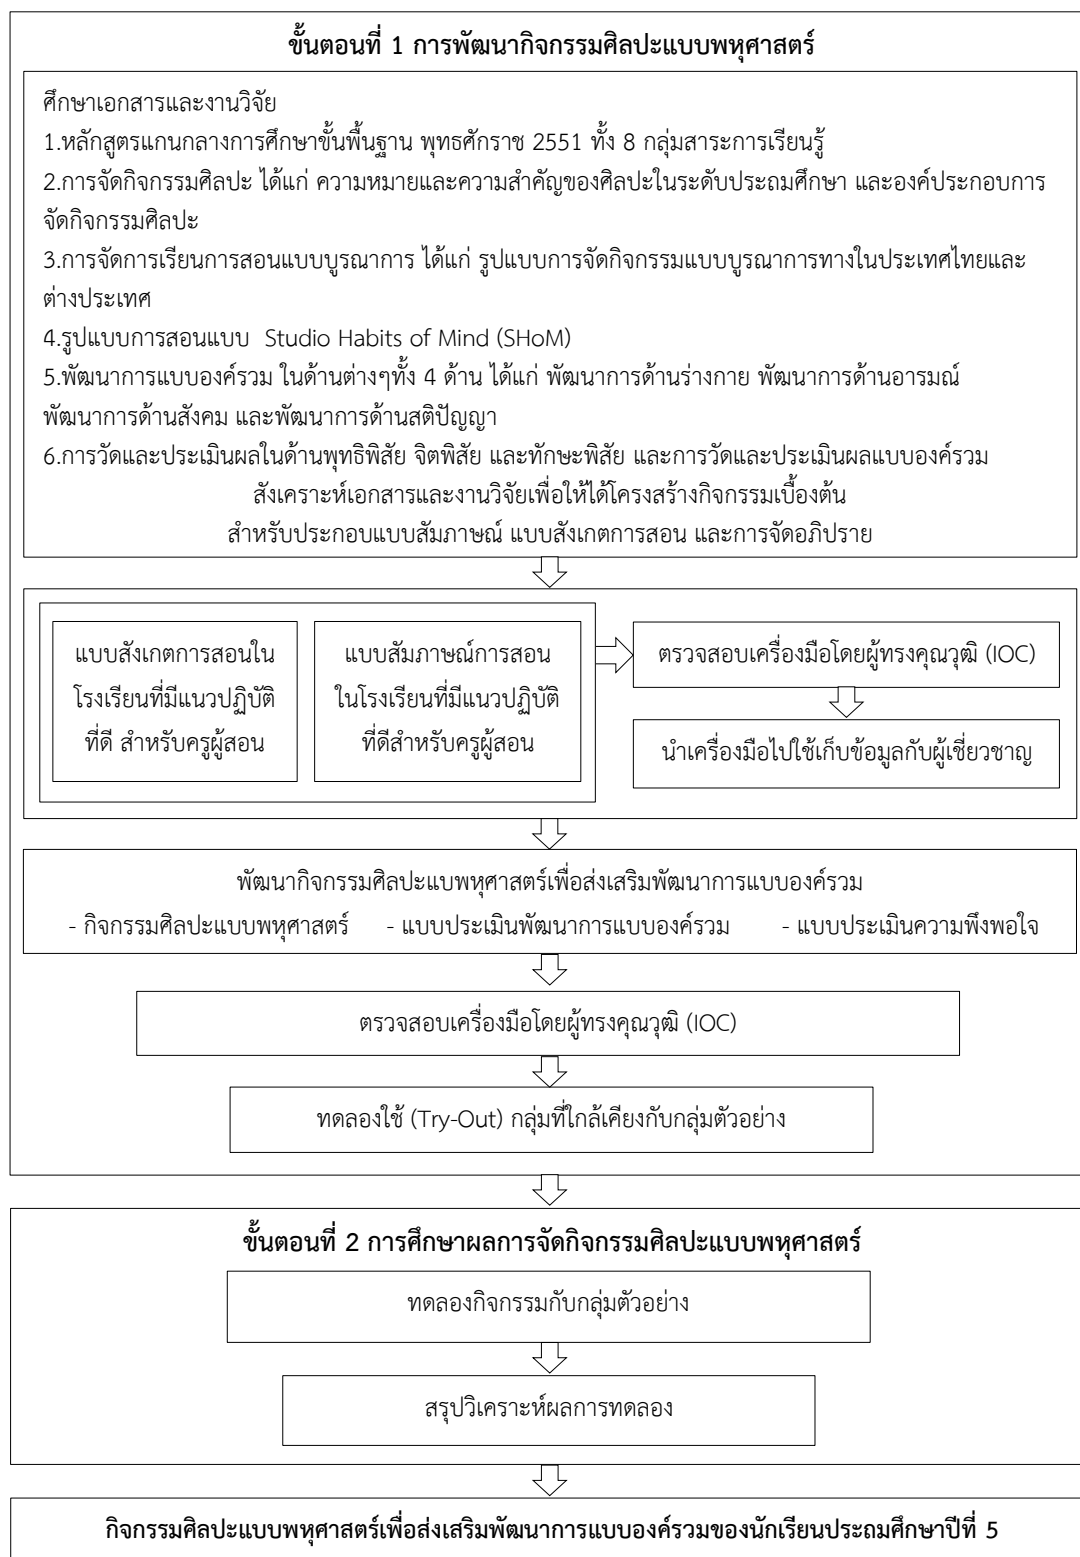 ขั้นตอนที่ 1 การพัฒนากิจกรรมศิลปะแบบพหุศาสตร์
ศึกษาเอกสารและงานวิจัย
1.หลักสูตรแกนกลางการศึกษาขั้นพื้นฐาน พุทธศักราช 2551 ทั้ง 8 กลุ่มสาระการเรียนรู้
2.การจัดกิจกรรมศิลปะ ได้แก่ ความหมายและความสำคัญของศิลปะในระดับประถมศึกษา และองค์ประกอบการ
จัดกิจกรรมศิลปะ
3.การจัดการเรียนการสอนแบบบูรณาการ ได้แก่ รูปแบบการจัดกิจกรรมแบบบูรณาการทางในประเทศไทยและ
ต่างประเทศ
4.รูปแบบการสอนแบบ Studio Habits of Mind (SHoM)
5.พัฒนาการแบบองค์รวม ในด้านต่างๆทั้ง 4 ด้าน ได้แก่ พัฒนาการด้านร่างกาย พัฒนาการด้านอารมณ์
พัฒนาการด้านสังคม และพัฒนาการด้านสติปัญญา
6.การวัดและประเมินผลในด้านพุทธิพิสัย จิตพิสัย และทักษะพิสัย และการวัดและประเมินผลแบบองค์รวม
สังเคราะห์เอกสารและงานวิจัยเพื่อให้ได้โครงสร้างกิจกรรมเบื้องต้น
สำหรับประกอบแบบสัมภาษณ์ แบบสังเกตการสอน และการจัดอภิปราย
แบบสังเกตการสอนใน
โรงเรียนที่มีแนวปฏิบัติ
ที่ดี สำหรับครูผู้สอน
แบบสัมภาษณ์การสอน
ในโรงเรียนที่มีแนวปฏิบัติ
ที่ดีสำหรับครูผู้สอน
ตรวจสอบเครื่องมือโดยผู้ทรงคุณวุฒิ (IOC)
นำเครื่องมือไปใช้เก็บข้อมูลกับผู้เชี่ยวชาญ
พัฒนากิจกรรมศิลปะแบพหุศาสตร์เพื่อส่งเสริมพัฒนาการแบบองค์รวม
- กิจกรรมศิลปะแบบพหุศาสตร์ - แบบประเมินพัฒนาการแบบองค์รวม - แบบประเมินความพึงพอใจ
ตรวจสอบเครื่องมือโดยผู้ทรงคุณวุฒิ (IOC)
ทดลองใช้ (Try-Out) กลุ่มที่ใกล้เคียงกับกลุ่มตัวอย่าง
ขั้นตอนที่ 2 การศึกษาผลการจัดกิจกรรมศิลปะแบบพหุศาสตร์
ทดลองกิจกรรมกับกลุ่มตัวอย่าง
สรุปวิเคราะห์ผลการทดลอง
กิจกรรมศิลปะแบบพหุศาสตร์เพื่อส่งเสริมพัฒนาการแบบองค์รวมของนักเรียนประถมศึกษาปีที่ 5